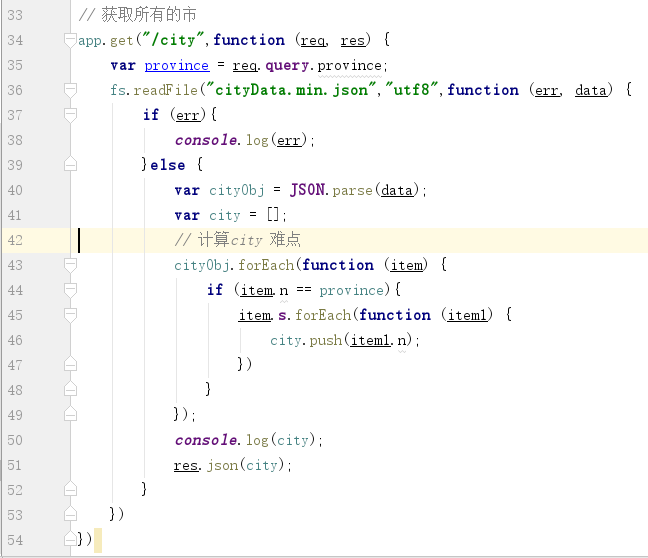 33 // 获取所有的市
34 app.get("/city",function (req, res) {
35     var province = req.query.province;
36     fs.readFile("cityData.min.json","utf8",function (err, data) {
37         if (err){
38             console.log(err);
39         }else {
40             var cityObj = JSON.parse(data);
41             var city = [];
42             // 计算city 难点
43             cityObj.forEach(function (item) {
44                 if (item.n == province){
45                     item.s.forEach(function (item1) {
46                         city.push(item1.n);
47                     })
48                 }
49             });
50             console.log(city);
51             res.json(city);
52         }
53     })
54 })